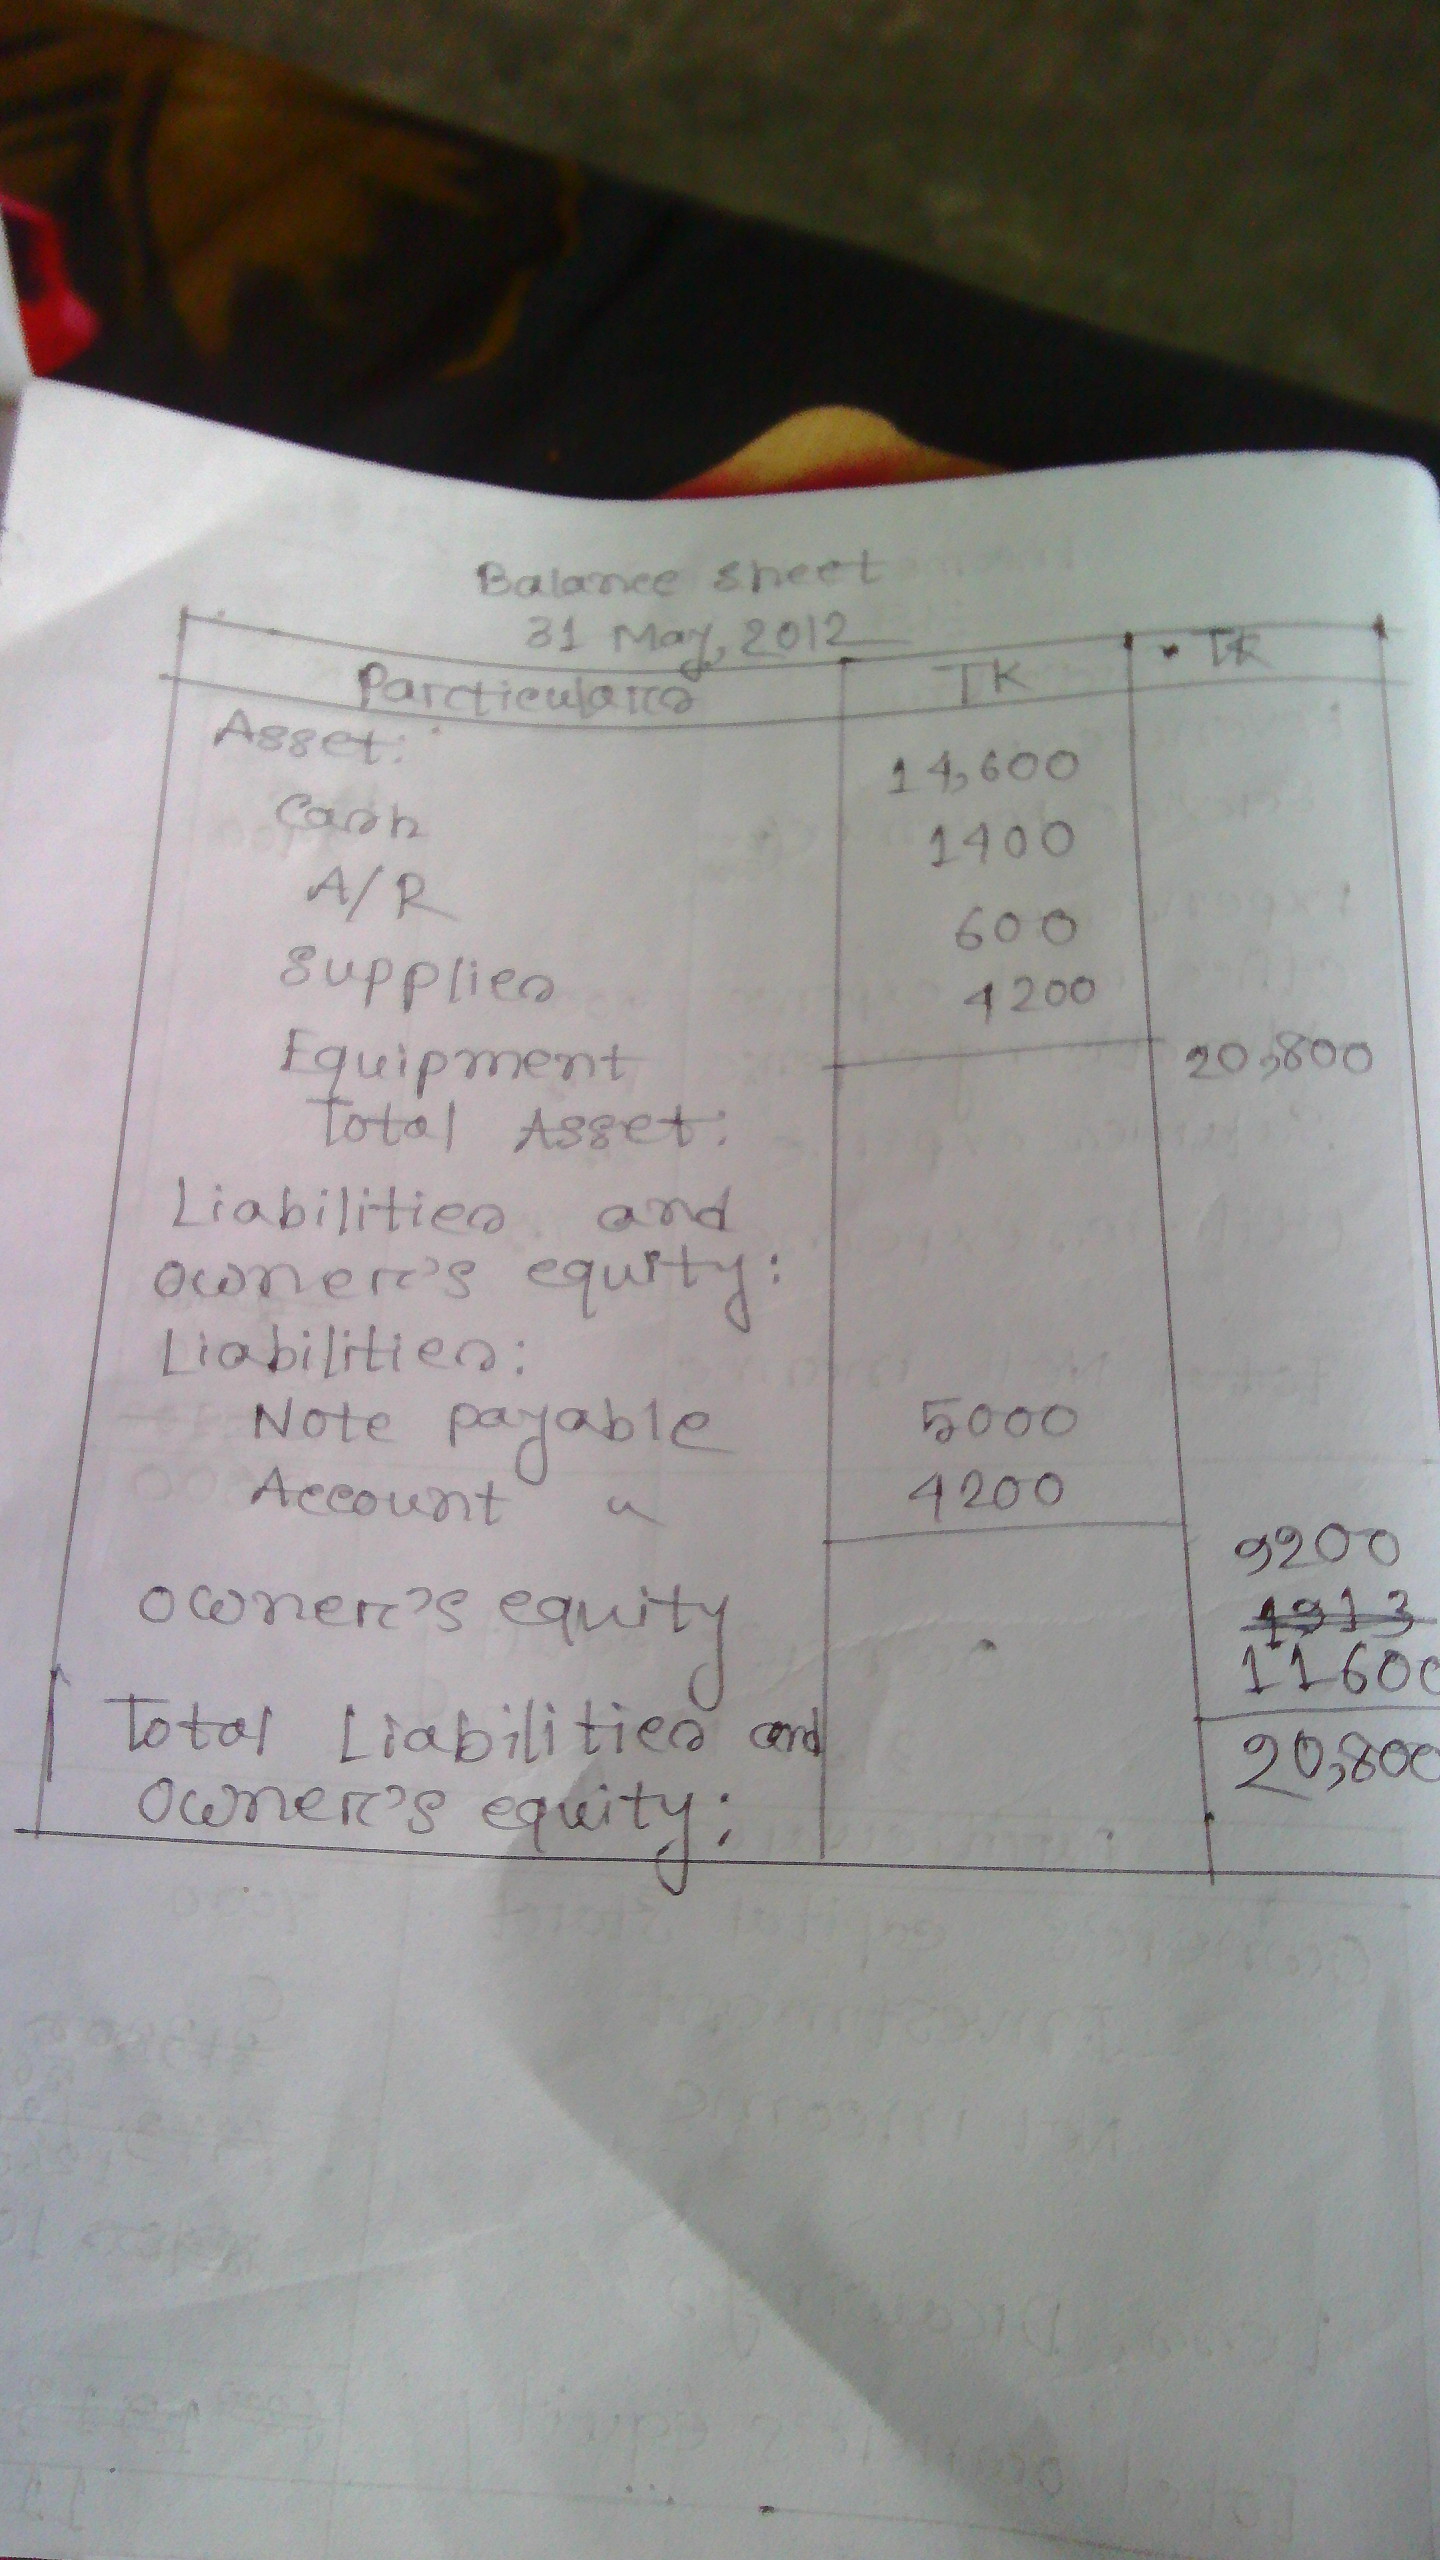 Balance sheet
31 May, 2012
Particulars TK TK
Asset:
Cash 14,600
A/R 1400
Supplies 600
Equipment 4200
Total Asset: 20,800
Liabilities and
owner's equity:
Liabilities:
Note payable 5000
Account " 4200
9200
owner's equity 1913
11600
Total Liabilities and 20,800
owner's equity: